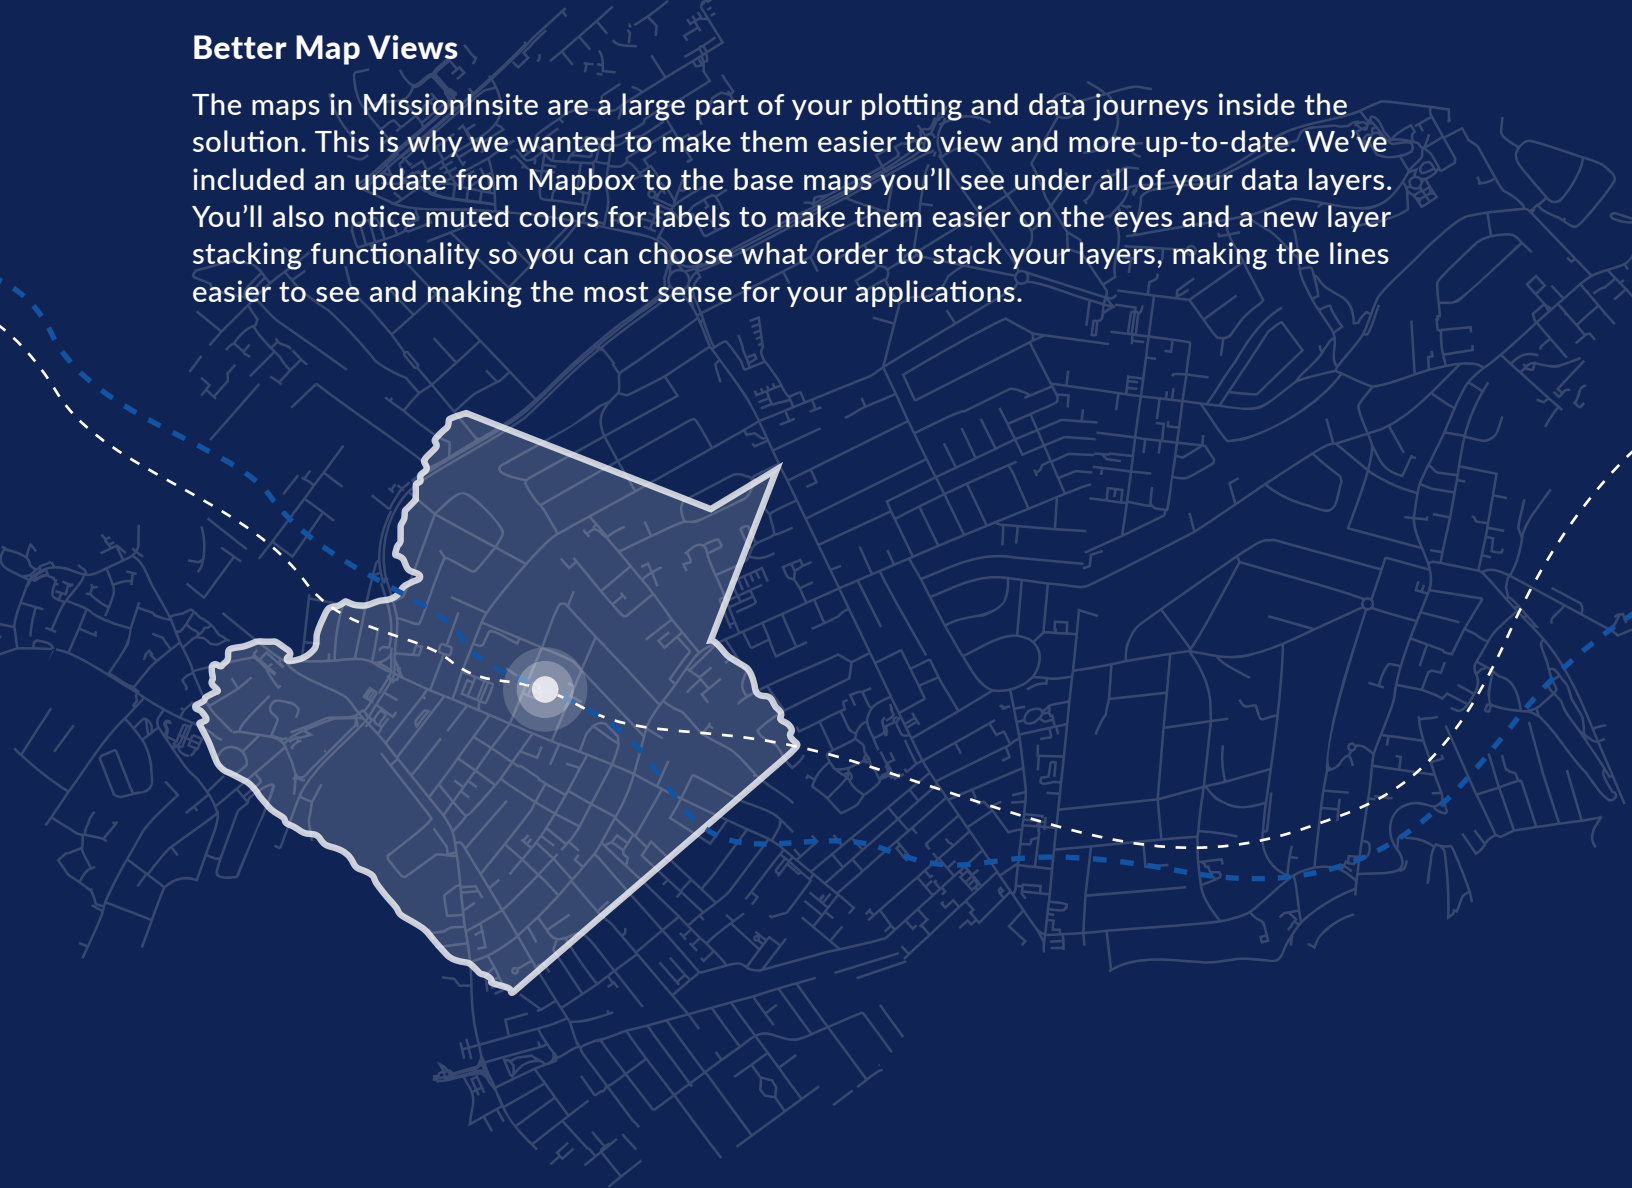 Better Map Views
The maps in MissionInsite are a large part of your plotting and data journeys inside the
solution. This is why we wanted to make them easier to view and more up-to-date. We’ve
included an update from Mapbox to the base maps you’ll see under all of your data layers.
You’ll also notice muted colors for labels to make them easier on the eyes and a new layer
stacking functionality so you can choose what order to stack your layers, making the lines
easier to see and making the most sense for your applications.